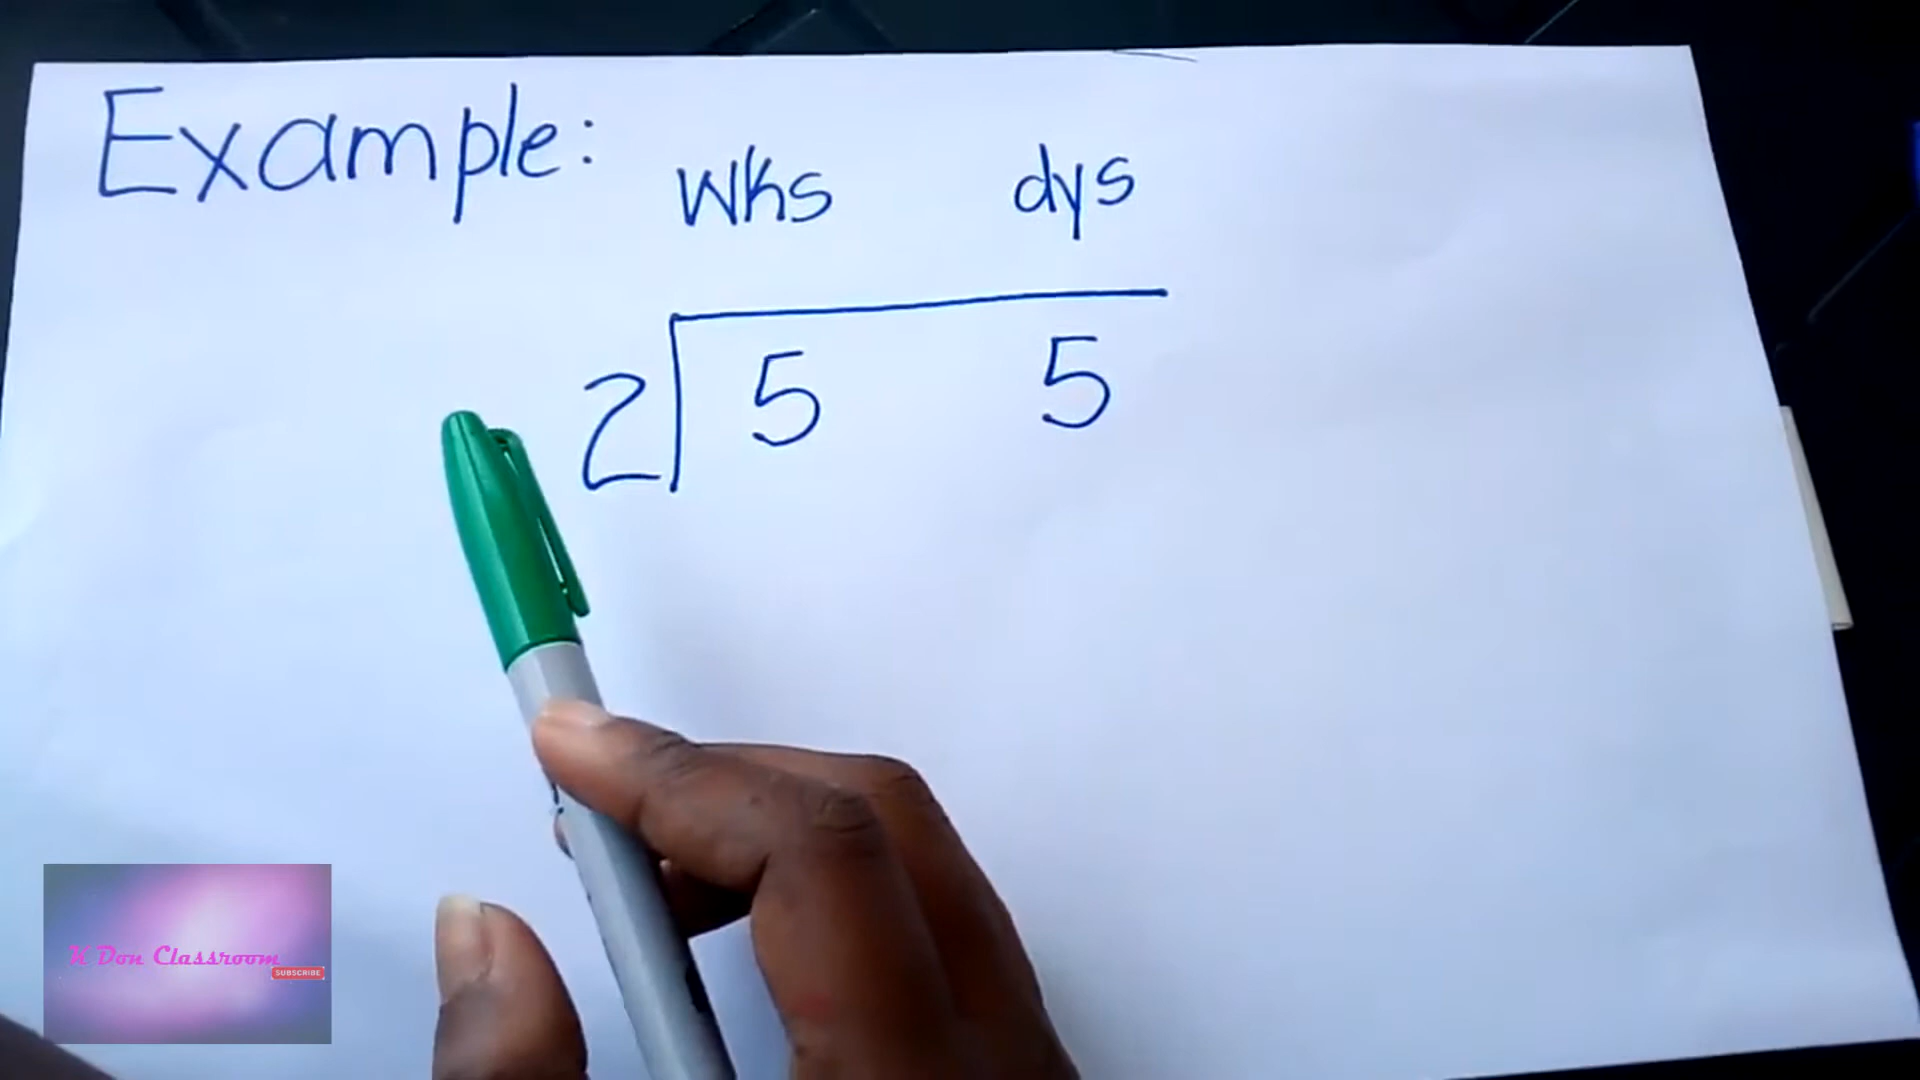 Example:
wks dys
2 5 5
K Don Classroom
SUBSCRIBE